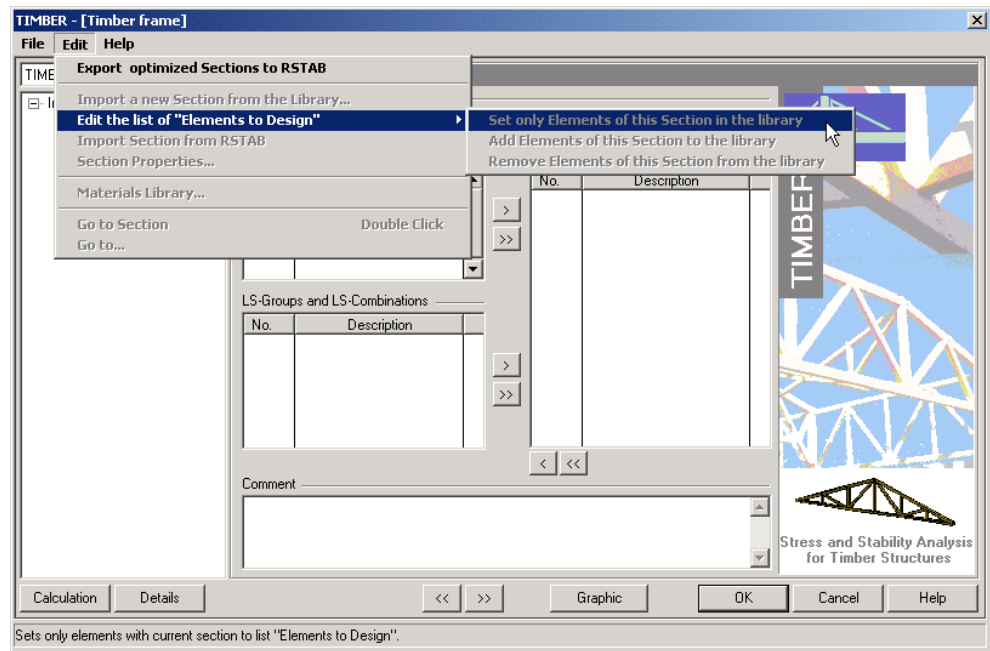 TIMBER - [Timber frame]
File Edit Help
TIME
Export optimized Sections to RSTAB
Import a new Section from the Library...
Edit the list of "Elements to Design"
Import Section from RSTAB
Section Properties...
Materials Library...
Go to Section Double Click
Go to...
Set only Elements of this Section in the library
Add Elements of this Section to the library
Remove Elements of this Section from the library
No. Description
>
>>
LS-Groups and LS-Combinations
No. Description
>
>>
< <<
Comment
TIMBER
Stress and Stability Analysis
for Timber Structures
Calculation Details << >> Graphic OK Cancel Help
Sets only elements with current section to list "Elements to Design".